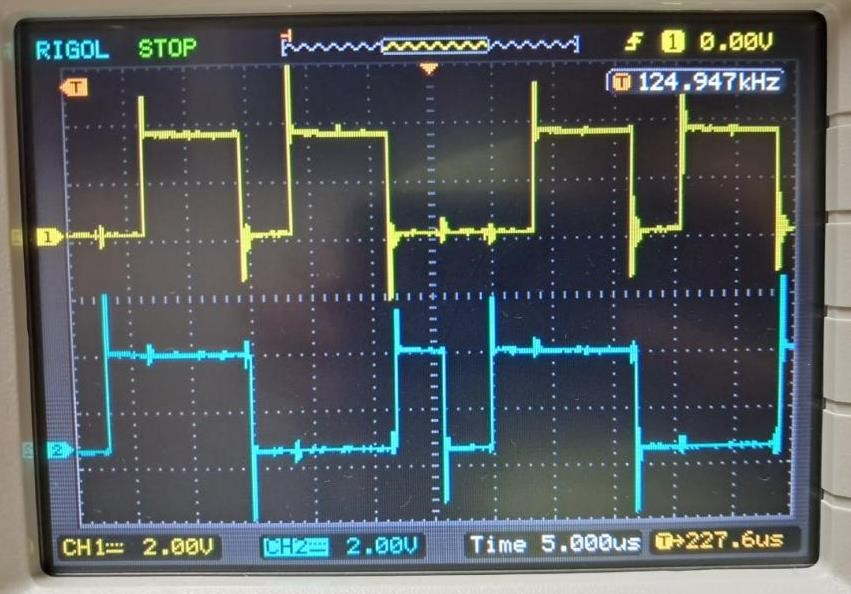 RIGOL STOP T 1 0.00V
T T 124.947kHz
1
2
CH1 2.00V CH2 2.00V Time 5.000us T→227.6us